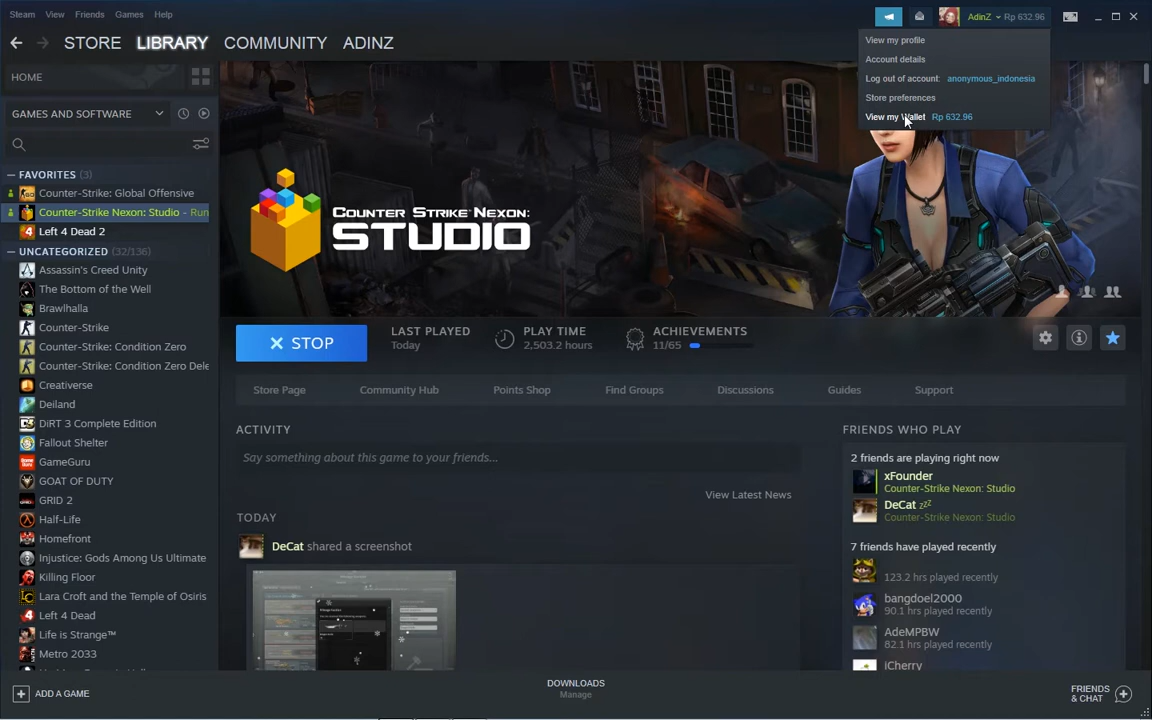 Steam View Friends Games Help
AdinZ Rp 632.96
STORE LIBRARY COMMUNITY ADINZ
View my profile
Account details
Log out of account: anonymous_indonesia
Store preferences
View my Wallet Rp 632.96
HOME
GAMES AND SOFTWARE
FAVORITES (3)
Counter-Strike: Global Offensive
Counter-Strike Nexon: Studio - Run
Left 4 Dead 2
UNCATEGORIZED (32/136)
Assassin's Creed Unity
The Bottom of the Well
Brawlhalla
Counter-Strike
Counter-Strike: Condition Zero
Counter-Strike: Condition Zero Dele
Creativerse
Deiland
DiRT 3 Complete Edition
Fallout Shelter
GameGuru
GOAT OF DUTY
GRID 2
Half-Life
Homefront
Injustice: Gods Among Us Ultimate
Killing Floor
Lara Croft and the Temple of Osiris
Left 4 Dead
Life is Strange™
Metro 2033
ADD A GAME
COUNTER STRIKE NEXON:
STUDIO
STOP
LAST PLAYED
Today
PLAY TIME
2,503.2 hours
ACHIEVEMENTS
11/65
Store Page Community Hub Points Shop Find Groups Discussions Guides Support
ACTIVITY
Say something about this game to your friends...
View Latest News
TODAY
DeCat shared a screenshot
FRIENDS WHO PLAY
2 friends are playing right now
xFounder
Counter-Strike Nexon: Studio
DeCat zzZ
Counter-Strike Nexon: Studio
7 friends have played recently
123.2 hrs played recently
bangdoel2000
90.1 hrs played recently
AdeMPBW
82.1 hrs played recently
iCherry
DOWNLOADS
Manage
FRIENDS
& CHAT